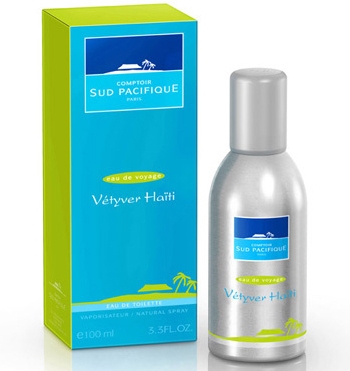 COMPTOIR
SUD PACIFIQUE
PARIS
eau de voyage
Vétyver Haïti
EAU DE TOILETTE
VAPORISATEUR / NATURAL SPRAY
e100 ml 3.3FL.OZ.
COMPTOIR
SUD PACIFIQUE
PARIS
eau de voyage
Vétyver Haïti